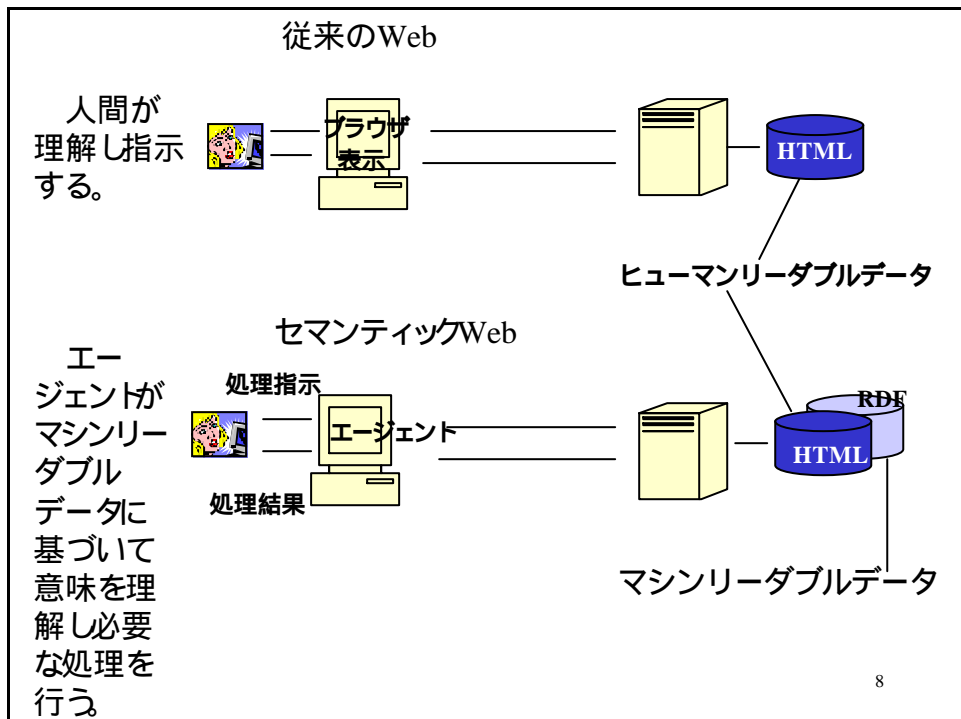 従来のWeb
人間が
理解し指示
する。
ブラウザ
表示
HTML
ヒューマンリーダブルデータ
セマンティックWeb
エー
ジェントが
マシンリー
ダブル
データに
基づいて
意味を理
解し必要
な処理を
行う。
処理指示
エージェント
処理結果
RDF
HTML
マシンリーダブルデータ
8